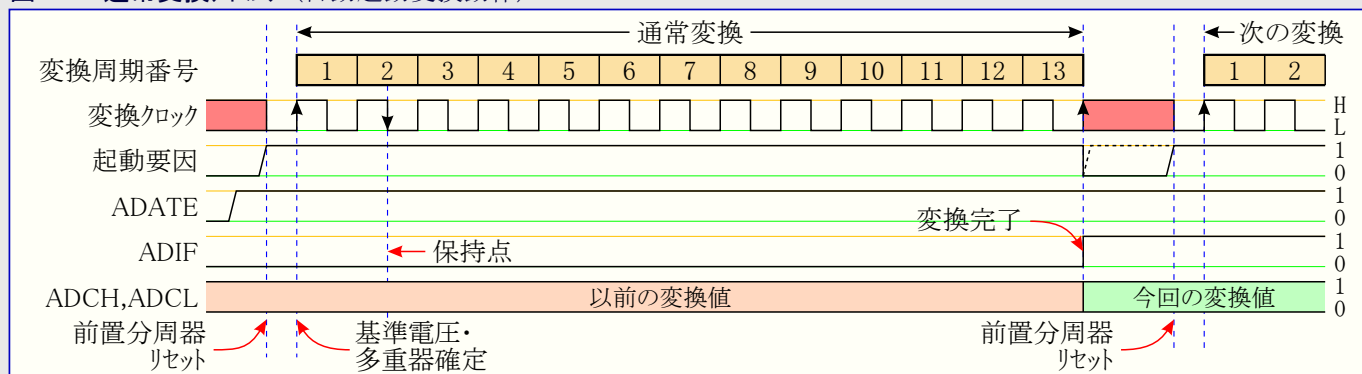 通常変換
次の変換
変換周期番号 1 2 3 4 5 6 7 8 9 10 11 12 13 1 2
変換クロック H
L
起動要因 1
0
ADATE 1
0
変換完了
ADIF 保持点 1
0
ADCH,ADCL 以前の変換値 今回の変換値 1
0
前置分周器
リセット
基準電圧・
多重器確定
前置分周器
リセット